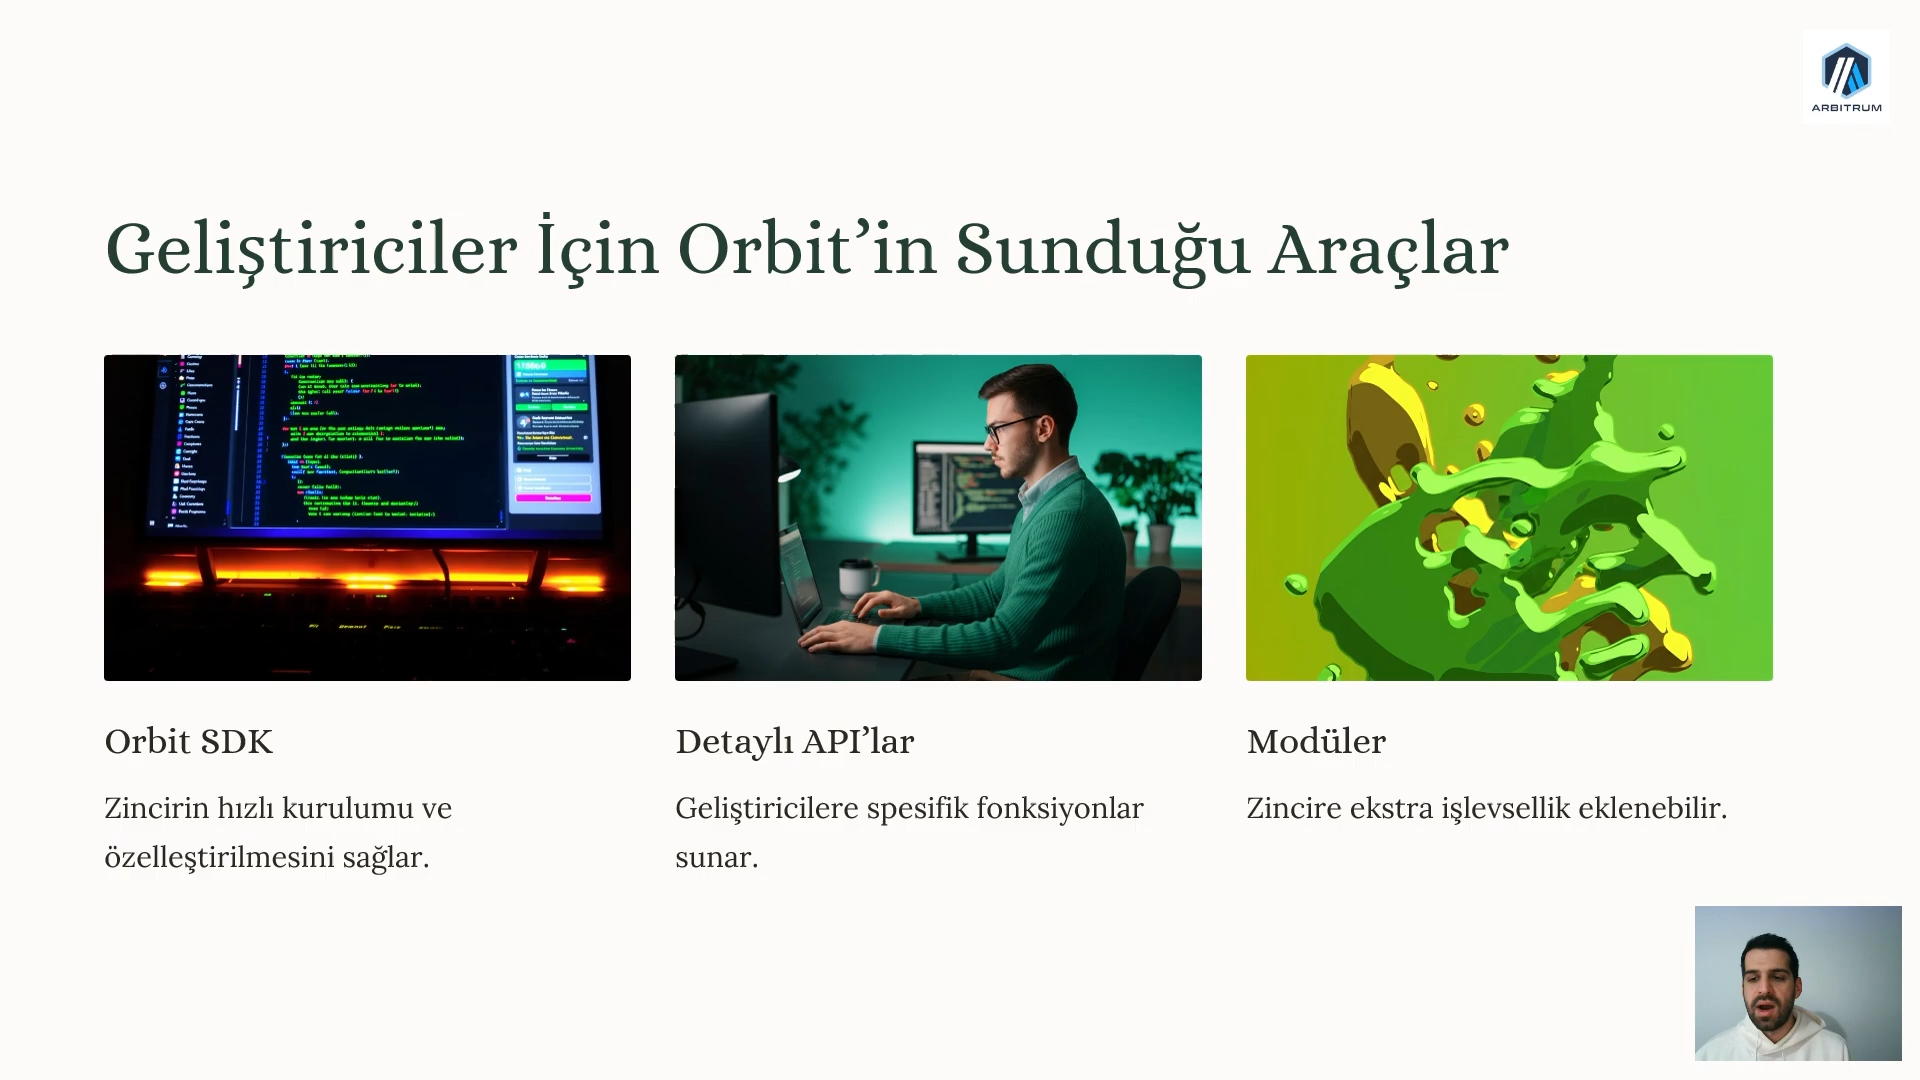 ARBITRUM
Geliştiriciler İçin Orbit’in Sunduğu Araçlar
Orbit SDK
Zincirin hızlı kurulumu ve
özelleştirilmesini sağlar.
Detaylı API’lar
Geliştiricilere spesifik fonksiyonlar
sunar.
Modüler
Zincire ekstra işlevsellik eklenebilir.